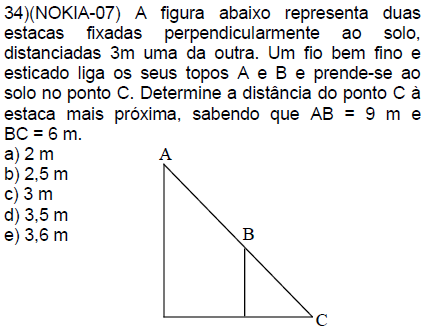 34)(NOKIA-07) A figura abaixo representa duas
estacas fixadas perpendicularmente ao solo,
distanciadas 3m uma da outra. Um fio bem fino e
esticado liga os seus topos A e B e prende-se ao
solo no ponto C. Determine a distância do ponto C à
estaca mais próxima, sabendo que AB = 9 m e
BC = 6 m.
a) 2 m
b) 2,5 m
c) 3 m
d) 3,5 m
e) 3,6 m
A
B
C